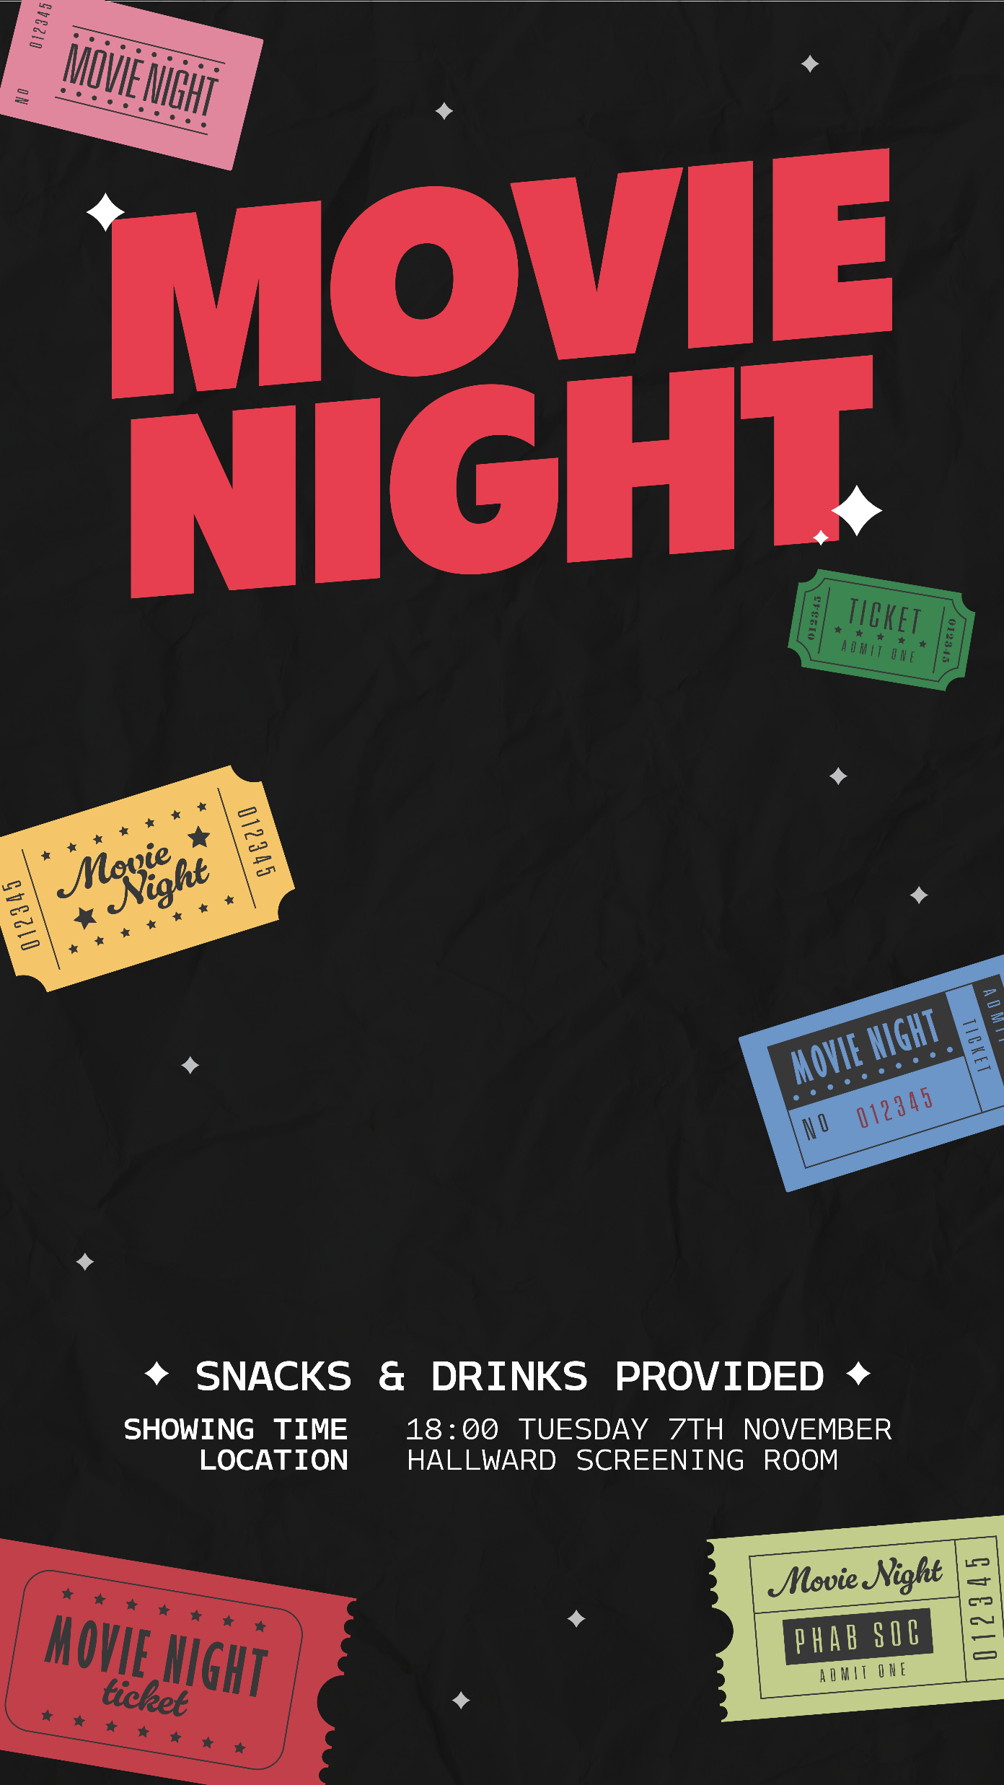 012345
NO
MOVIE NIGHT
MOVIE
NIGHT
012345
TICKET
ADMIT ONE
012345
012345
Movie
Night
012345
MOVIE NIGHT
NO 012345
TICKET
ADMIT
SNACKS & DRINKS PROVIDED
SHOWING TIME 18:00 TUESDAY 7TH NOVEMBER
LOCATION HALLWARD SCREENING ROOM
MOVIE NIGHT
ticket
Movie Night
PHAB SOC
ADMIT ONE
012345